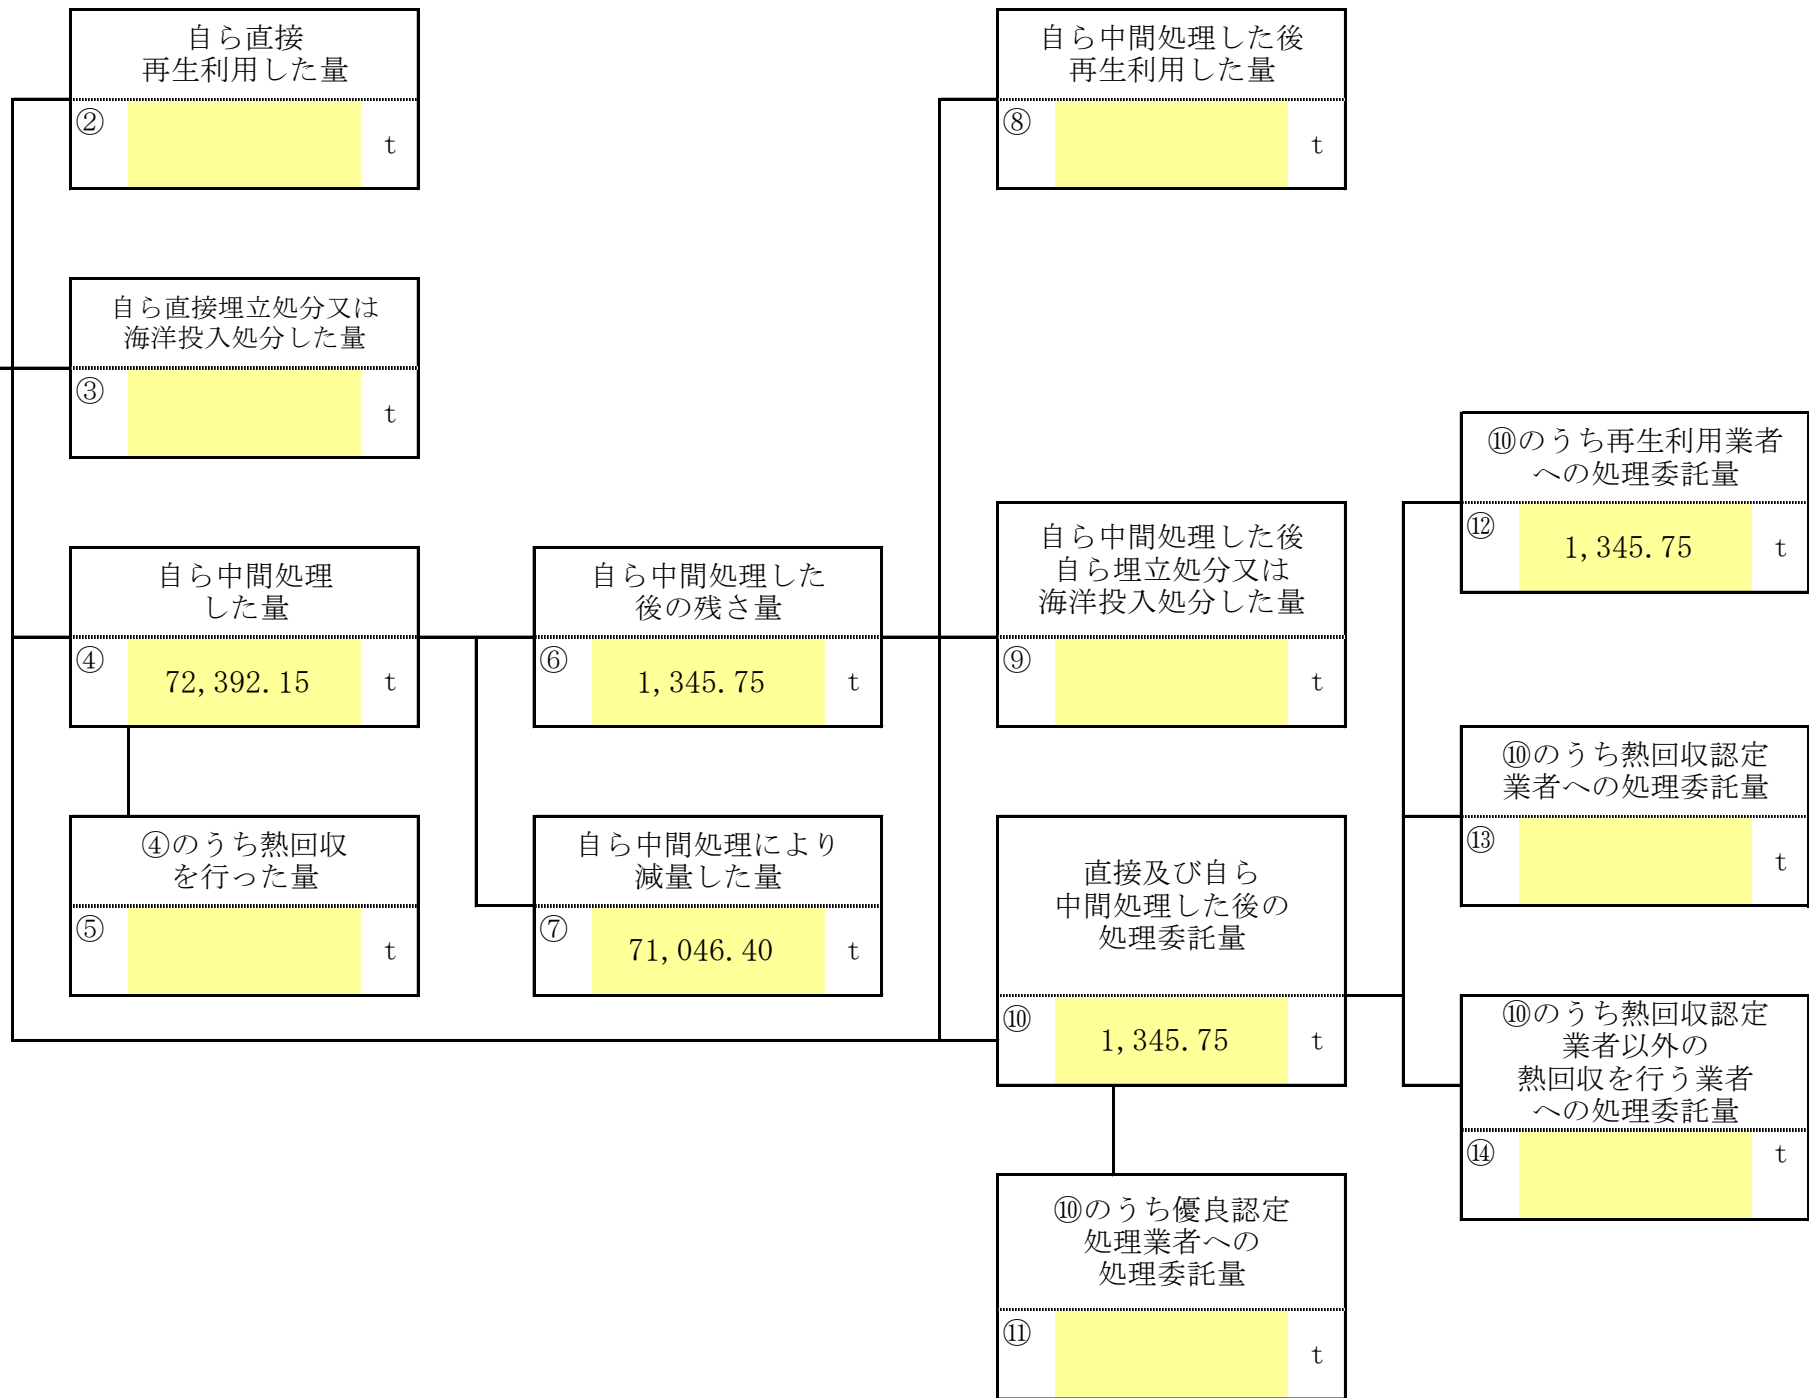 自ら直接
再生利用した量
②
t
自ら中間処理した後
再生利用した量
⑧
t
自ら直接埋立処分又は
海洋投入処分した量
③
t
⑩のうち再生利用業者
への処理委託量
⑫
1,345.75
t
自ら中間処理
した量
④
72,392.15
t
自ら中間処理した
後の残さ量
⑥
1,345.75
t
自ら中間処理した後
自ら埋立処分又は
海洋投入処分した量
⑨
t
⑩のうち熱回収認定
業者への処理委託量
⑬
t
④のうち熱回収
を行った量
⑤
t
自ら中間処理により
減量した量
⑦
71,046.40
t
直接及び自ら
中間処理した後の
処理委託量
⑩
1,345.75
t
⑩のうち熱回収認定
業者以外の
熱回収を行う業者
への処理委託量
⑭
t
⑩のうち優良認定
処理業者への
処理委託量
⑪
t